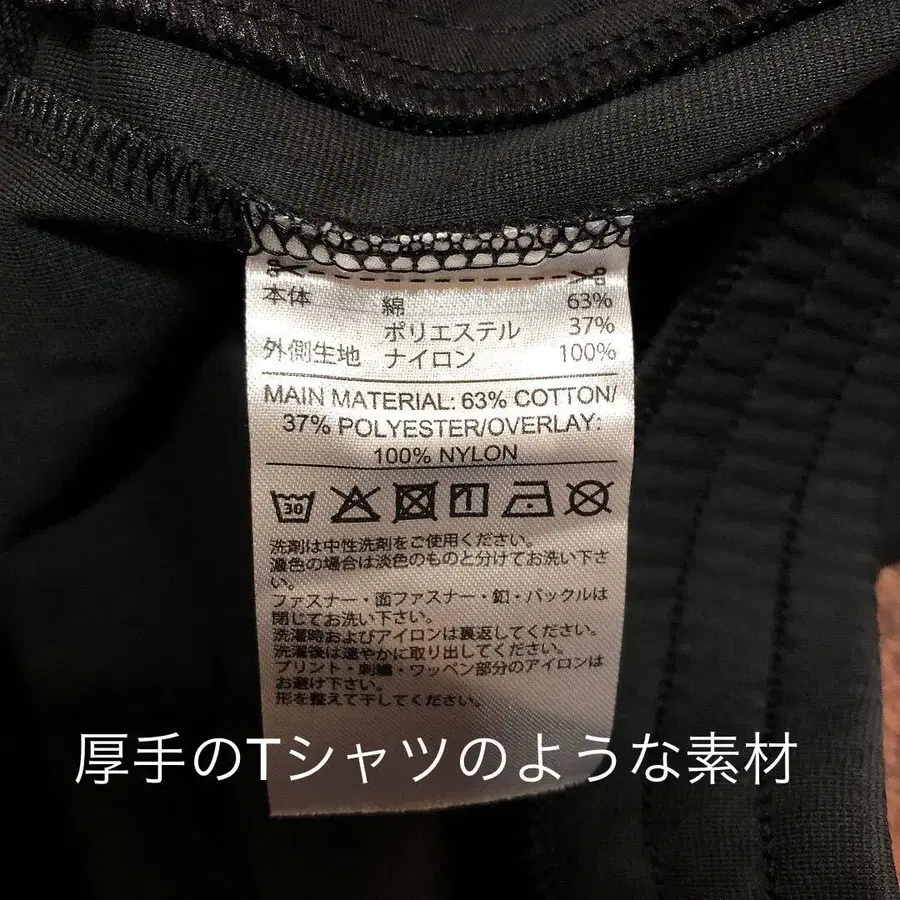 本体 綿 63%
ポリエステル 37%
外側生地 ナイロン 100%
MAIN MATERIAL: 63% COTTON/
37% POLYESTER/OVERLAY:
100% NYLON
30
洗剤は中性洗剤をご使用ください。
濃色の場合は淡色のものと分けてお洗い下さ
い。
ファスナー・面ファスナー・釦・バックルは
閉じてお洗い下さい。
洗濯時およびアイロンは裏返してください。
洗濯後は速やかに取り出してください。
プリント・刺繍・ワッペン部分のアイロンは
お避け下さい。
形を整えて干してください。
厚手のTシャツのような素材